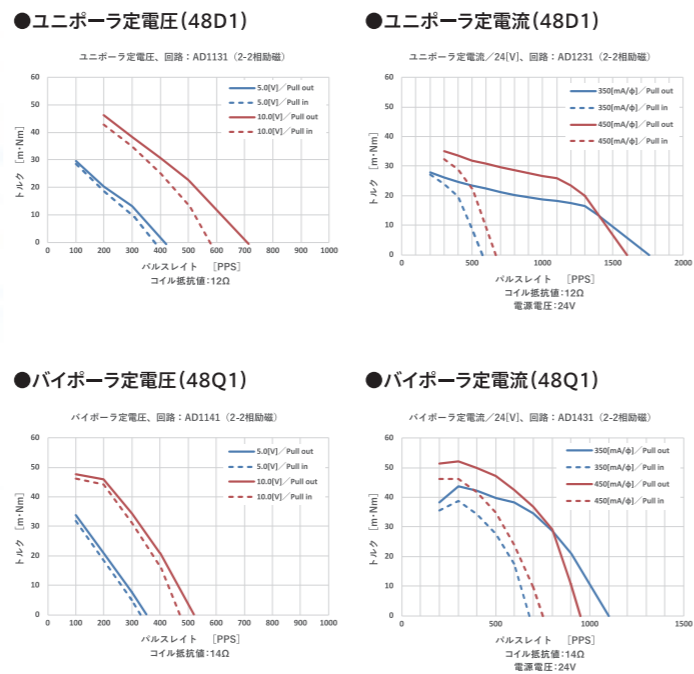 ●ユニポーラ定電圧(48D1)
ユニポーラ定電圧、回路：AD1131（2-2相励磁）
60
50
40
30
20
10
0
トルク ［m･Nm］
5.0[V]／Pull out
5.0[V]／Pull in
10.0[V]／Pull out
10.0[V]／Pull in
0 100 200 300 400 500 600 700 800 900 1000
パルスレイト ［PPS］
コイル抵抗値：12Ω
●ユニポーラ定電流(48D1)
ユニポーラ定電流／24[V]、回路：AD1231（2-2相励磁）
60
50
40
30
20
10
0
トルク ［m･Nm］
350[mA/ф]／Pull out
350[mA/ф]／Pull in
450[mA/ф]／Pull out
450[mA/ф]／Pull in
0 500 1000 1500 2000
パルスレイト ［PPS］
コイル抵抗値：12Ω
電源電圧：24V
●バイポーラ定電圧(48Q1)
バイポーラ定電圧、回路：AD1141（2-2相励磁）
60
50
40
30
20
10
0
トルク ［m･Nm］
5.0[V]／Pull out
5.0[V]／Pull in
10.0[V]／Pull out
10.0[V]／Pull in
0 100 200 300 400 500 600 700 800 900 1000
パルスレイト ［PPS］
コイル抵抗値：14Ω
●バイポーラ定電流(48Q1)
バイポーラ定電流／24[V]、回路：AD1431（2-2相励磁）
60
50
40
30
20
10
0
トルク ［m･Nm］
350[mA/ф]／Pull out
350[mA/ф]／Pull in
450[mA/ф]／Pull out
450[mA/ф]／Pull in
0 500 1000 1500
パルスレイト ［PPS］
コイル抵抗値：14Ω
電源電圧：24V